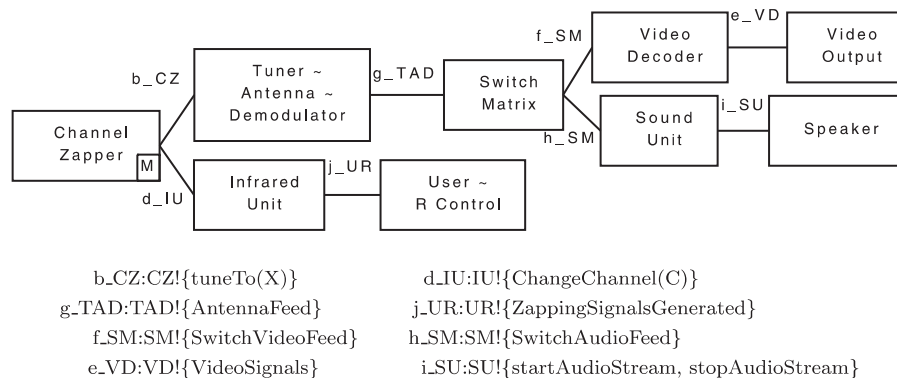 e_VD
f_SM
Video
Decoder
Video
Output
b_CZ
Tuner ~
Antenna ~
Demodulator
g_TAD
Switch
Matrix
Channel
Zapper
M
h_SM
Sound
Unit
i_SU
Speaker
d_IU
Infrared
Unit
j_UR
User ~
R Control
b_CZ:CZ!{tuneTo(X)} d_IU:IU!{ChangeChannel(C)}
g_TAD:TAD!{AntennaFeed} j_UR:UR!{ZappingSignalsGenerated}
f_SM:SM!{SwitchVideoFeed} h_SM:SM!{SwitchAudioFeed}
e_VD:VD!{VideoSignals} i_SU:SU!{startAudioStream, stopAudioStream}